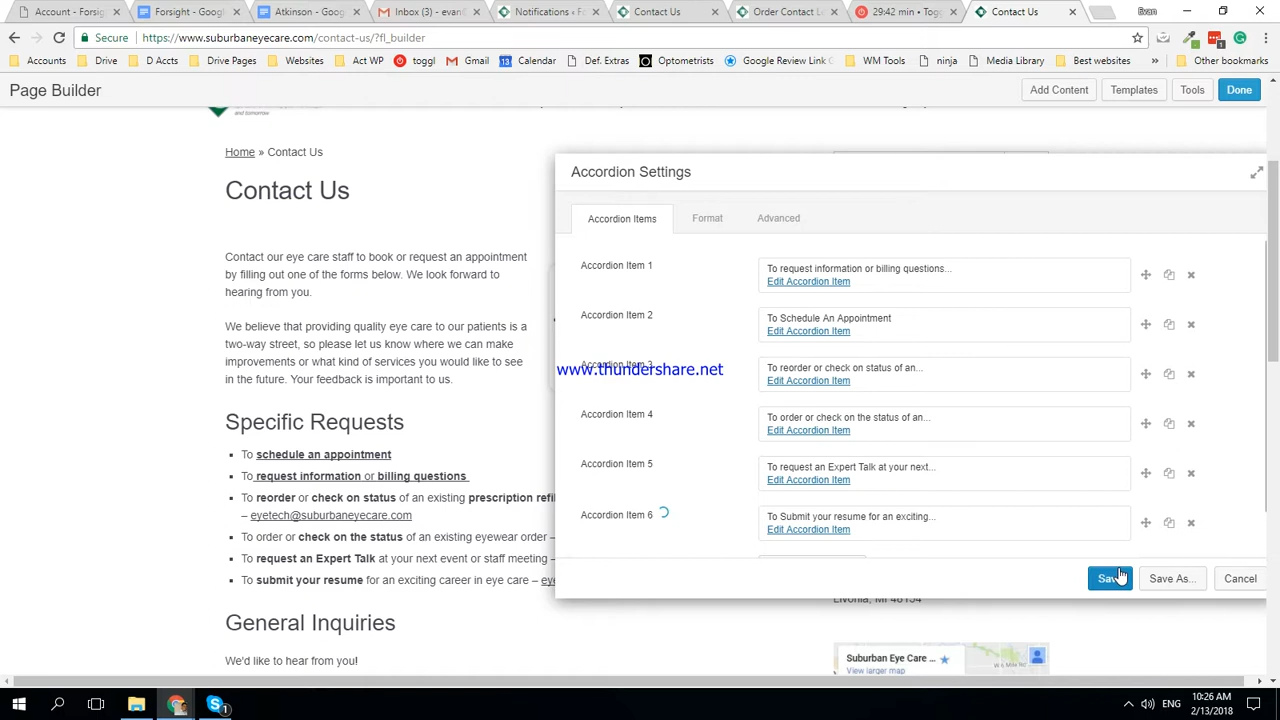 Account - Forsigh
Forsight - Googl
Atkinson - Googl
Inbox (3) - evan@
Notifications - Fo
Contact Us
Order Contact Le
29:42 min • Togg
Contact Us
Evan
Secure
https://www.suburbaneyecare.com/contact-us/?fl_builder
1
Accounts
Drive
D Accts
Drive Pages
Websites
Act WP
toggl
Gmail
13
Calendar
Def. Extras
Optometrists
Google Review Link G
WM Tools
ninja
Media Library
Best websites
»
Other bookmarks
Page Builder
Add Content
Templates
Tools
Done
and tomorrow
Home » Contact Us
Contact Us
Contact our eye care staff to book or request an appointment
by filling out one of the forms below. We look forward to
hearing from you.
We believe that providing quality eye care to our patients is a
two-way street, so please let us know where we can make
improvements or what kind of services you would like to see
in the future. Your feedback is important to us.
Specific Requests
• To schedule an appointment
• To request information or billing questions
• To reorder or check on status of an existing prescription refil
– eyetech@suburbaneyecare.com
• To order or check on the status of an existing eyewear order –
• To request an Expert Talk at your next event or staff meeting –
• To submit your resume for an exciting career in eye care – ey
General Inquiries
We'd like to hear from you!
Accordion Settings
Accordion Items
Format
Advanced
Accordion Item 1
To request information or billing questions...
Edit Accordion Item
Accordion Item 2
To Schedule An Appointment
Edit Accordion Item
Accordion Item 3
To reorder or check on status of an...
Edit Accordion Item
www.thundershare.net
Accordion Item 4
To order or check on the status of an...
Edit Accordion Item
Accordion Item 5
To request an Expert Talk at your next...
Edit Accordion Item
Accordion Item 6
To Submit your resume for an exciting...
Edit Accordion Item
Save
Save As...
Cancel
Livonia, MI 48154
Suburban Eye Care ...
View larger map
1
ENG
10:26 AM
2/13/2018